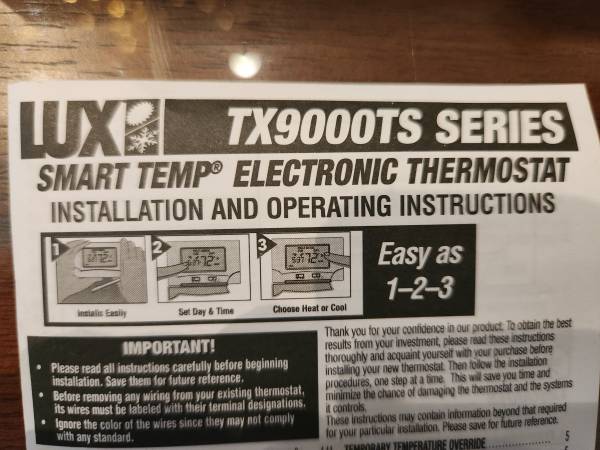 LUX
TX9000TS SERIES
SMART TEMP® ELECTRONIC THERMOSTAT
INSTALLATION AND OPERATING INSTRUCTIONS
1
2
3
Installs Easily
Set Day & Time
Choose Heat or Cool
Easy as
1–2–3
IMPORTANT!
• Please read all instructions carefully before beginning
installation. Save them for future reference.
• Before removing any wiring from your existing thermostat,
its wires must be labeled with their terminal designations.
• Ignore the color of the wires since they may not comply
with any standard.
Thank you for your confidence in our product. To obtain the best
results from your investment, please read these instructions
thoroughly and acquaint yourself with your purchase before
installing your new thermostat. Then follow the installation
procedures, one step at a time. This will save you time and
minimize the chance of damaging the thermostat and the systems
it controls.
These instructions may contain information beyond that required
for your particular installation. Please save for future reference.
TEMPORARY TEMPERATURE OVERRIDE 5